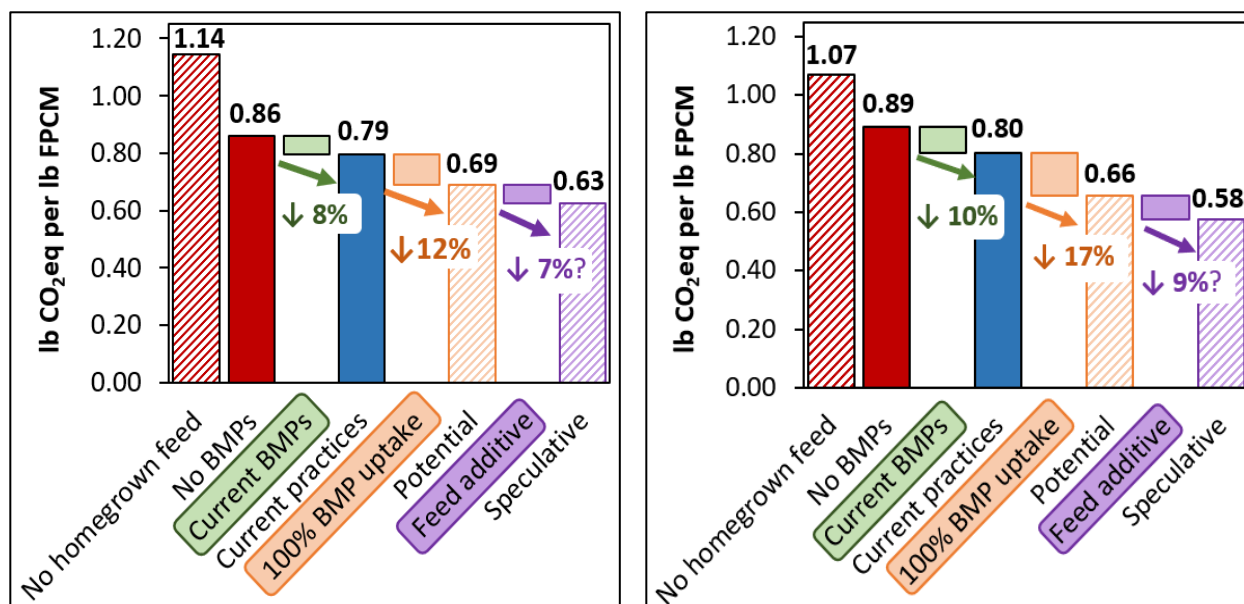 lb CO₂eq per lb FPCM
1.20
1.00
0.80
0.60
0.40
0.20
0.00
1.14
0.86
0.79
0.69
0.63
↓ 8%
↓ 12%
↓ 7%?
No homegrown feed
No BMPs
Current BMPs
Current practices
100% BMP uptake
Potential
Feed additive
Speculative
lb CO₂eq per lb FPCM
1.20
1.00
0.80
0.60
0.40
0.20
0.00
1.07
0.89
0.80
0.66
0.58
↓ 10%
↓ 17%
↓ 9%?
No homegrown feed
No BMPs
Current BMPs
Current practices
100% BMP uptake
Potential
Feed additive
Speculative